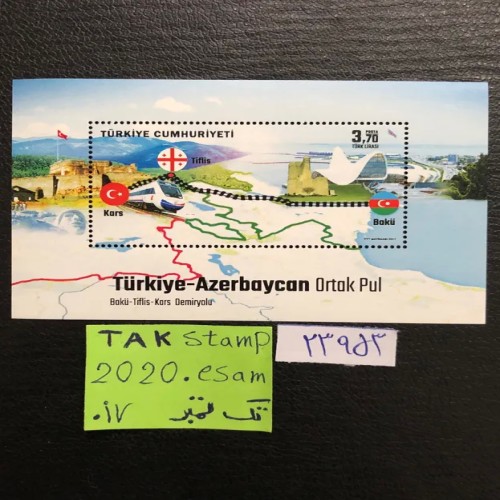 TÜRKİYE CUMHURİYETİ
3,70 POSTA
TÜRK LİRASI
Tiflis
Kars
Bakü
Türkiye-Azerbaycan Ortak Pul
Bakü-Tiflis-Kars Demiryolu
TAK stamp
2020.esam
تک تمبر ۰۱۷